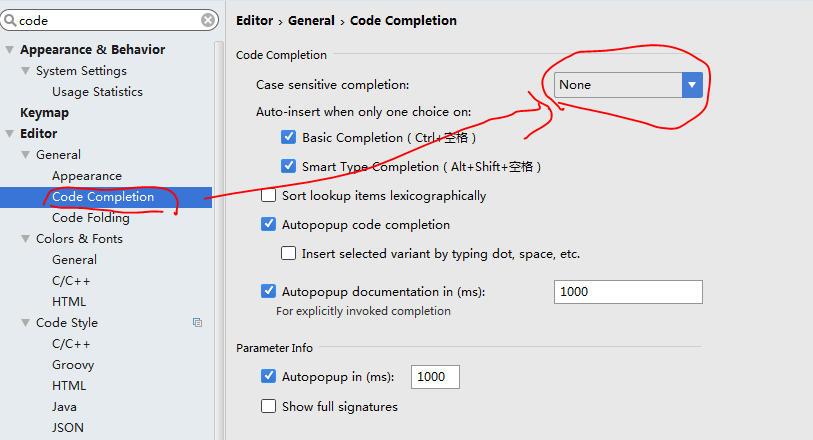 code
Editor › General › Code Completion
Appearance & Behavior
System Settings
Usage Statistics
Keymap
Editor
General
Appearance
Code Completion
Code Folding
Colors & Fonts
General
C/C++
HTML
Code Style
C/C++
Groovy
HTML
Java
JSON
Code Completion
Case sensitive completion:
None
Auto-insert when only one choice on:
Basic Completion ( Ctrl+空格 )
Smart Type Completion ( Alt+Shift+空格 )
Sort lookup items lexicographically
Autopopup code completion
Insert selected variant by typing dot, space, etc.
Autopopup documentation in (ms):
1000
For explicitly invoked completion
Parameter Info
Autopopup in (ms):
1000
Show full signatures